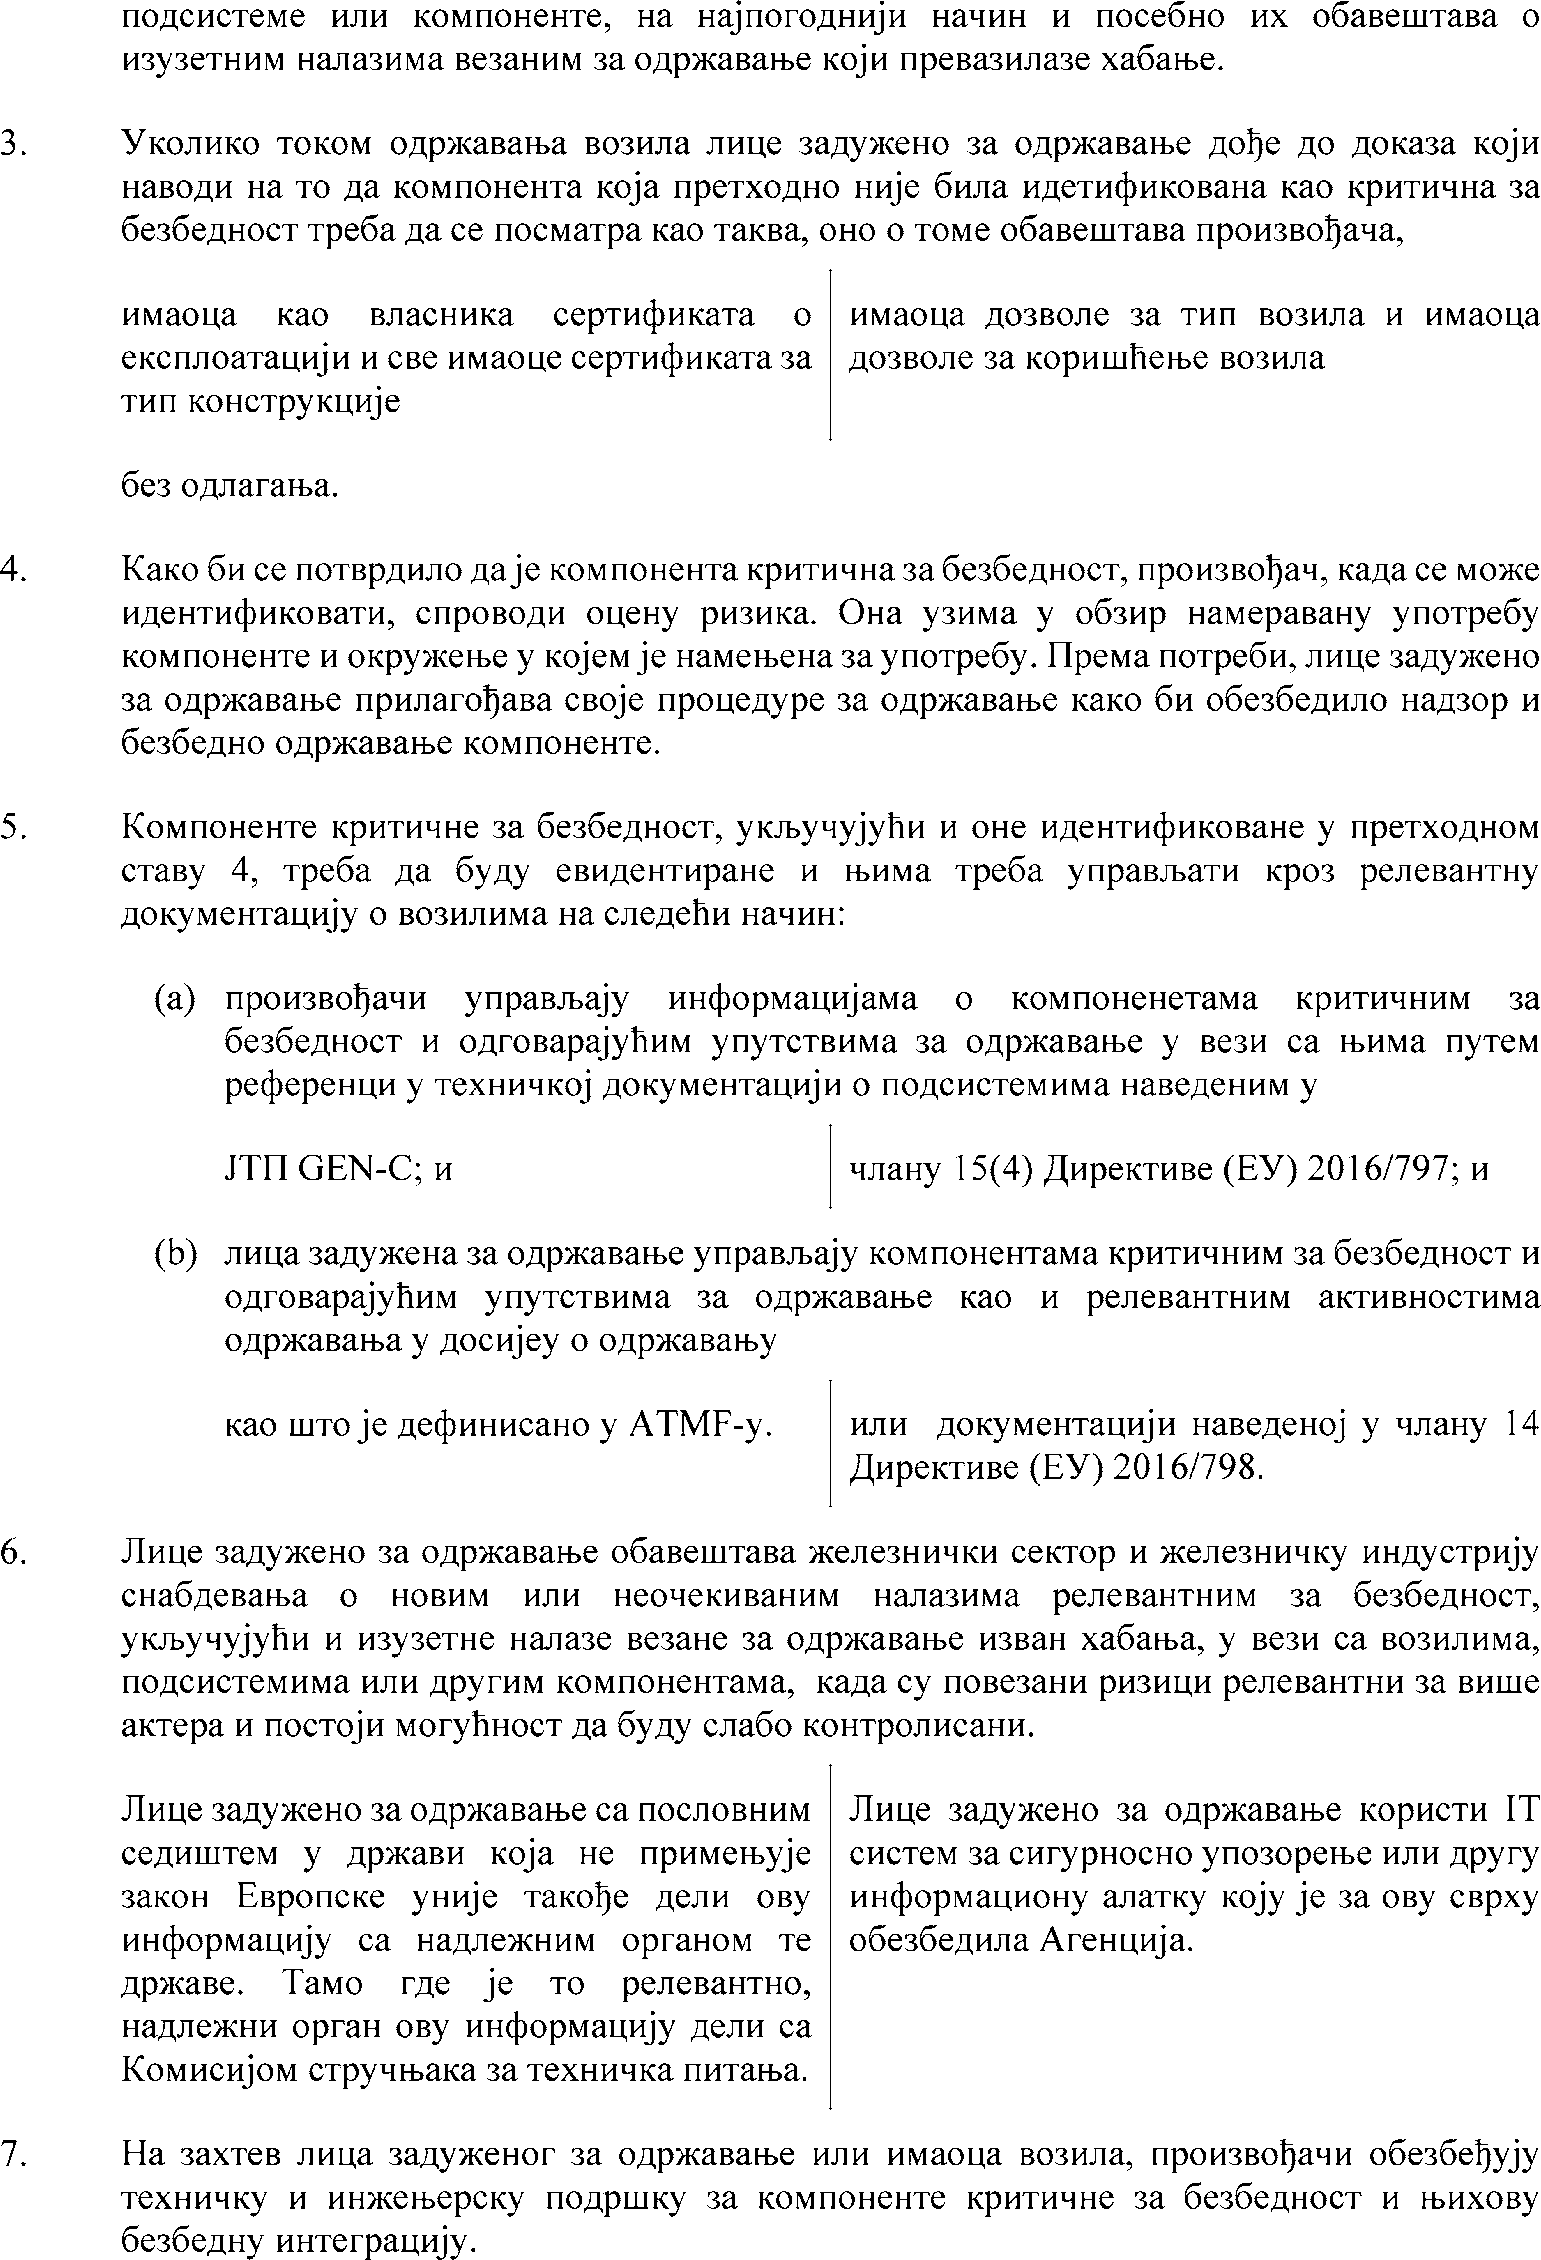 подсистеме или компоненте, на најпогоднији начин и посебно их обавештава о
изузетним налазима везаним за одржавање који превазилазе хабање.
3. Уколико током одржавања возила лице задужено за одржавање дође до доказа који
наводи на то да компонента која претходно није била идетификована као критична за
безбедност треба да се посматра као таква, оно о томе обавештава произвођача,
имаоца као власника сертификата о
експлоатацији и све имаоце сертификата за
тип конструкције
имаоца дозволе за тип возила и имаоца
дозволе за коришћење возила
без одлагања.
4. Како би се потврдило да је компонента критична за безбедност, произвођач, када се може
идентификовати, спроводи оцену ризика. Она узима у обзир намеравану употребу
компоненте и окружење у којем је намењена за употребу. Према потреби, лице задужено
за одржавање прилагођава своје процедуре за одржавање како би обезбедило надзор и
безбедно одржавање компоненте.
5. Компоненте критичне за безбедност, укључујући и оне идентификоване у претходном
ставу 4, треба да буду евидентиране и њима треба управљати кроз релевантну
документацију о возилима на следећи начин:
(a) произвођачи управљају информацијама о компоненетама критичним за
безбедност и одговарајућим упутствима за одржавање у вези са њима путем
референци у техничкој документацији о подсистемима наведеним у
ЈТП GEN-C; и
члану 15(4) Директиве (ЕУ) 2016/797; и
(b) лица задужена за одржавање управљају компонентама критичним за безбедност и
одговарајућим упутствима за одржавање као и релевантним активностима
одржавања у досијеу о одржавању
као што је дефинисано у ATMF-у.
или документацији наведеној у члану 14
Директиве (ЕУ) 2016/798.
6. Лице задужено за одржавање обавештава железнички сектор и железничку индустрију
снабдевања о новим или неочекиваним налазима релевантним за безбедност,
укључујући и изузетне налазе везане за одржавање изван хабања, у вези са возилима,
подсистемима или другим компонентама, када су повезани ризици релевантни за више
актера и постоји могућност да буду слабо контролисани.
Лице задужено за одржавање са пословним
седиштем у држави која не примењује
закон Европске уније такође дели ову
информацију са надлежним органом те
државе. Тамо где је то релевантно,
надлежни орган ову информацију дели са
Комисијом стручњака за техничка питања.
Лице задужено за одржавање користи IT
систем за сигурносно упозорење или другу
информациону алатку коју је за ову сврху
обезбедила Агенција.
7. На захтев лица задуженог за одржавање или имаоца возила, произвођачи обезбеђују
техничку и инжењерску подршку за компоненте критичне за безбедност и њихову
безбедну интеграцију.